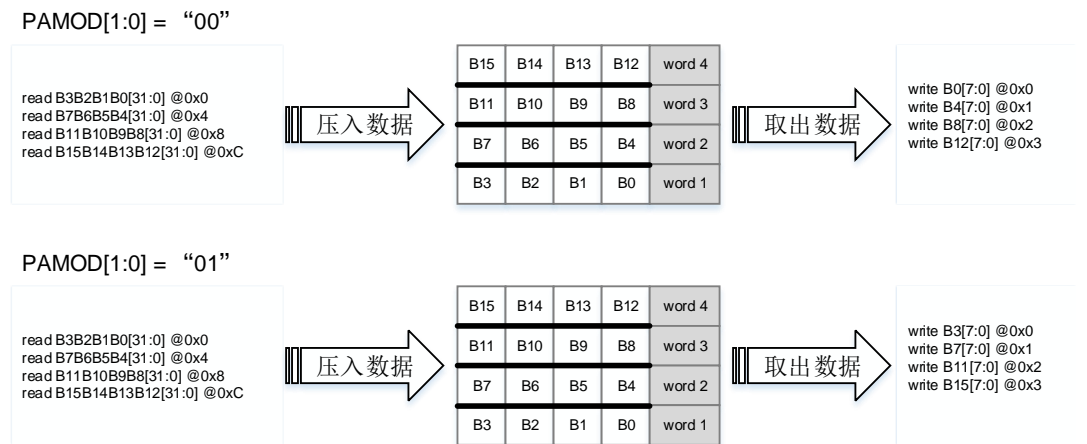 PAMOD[1:0] = “00”
read B3B2B1B0[31:0] @0x0
read B7B6B5B4[31:0] @0x4
read B11B10B9B8[31:0] @0x8
read B15B14B13B12[31:0] @0xC
压入数据
B15 B14 B13 B12 word 4
B11 B10 B9 B8 word 3
B7 B6 B5 B4 word 2
B3 B2 B1 B0 word 1
取出数据
write B0[7:0] @0x0
write B4[7:0] @0x1
write B8[7:0] @0x2
write B12[7:0] @0x3
PAMOD[1:0] = “01”
read B3B2B1B0[31:0] @0x0
read B7B6B5B4[31:0] @0x4
read B11B10B9B8[31:0] @0x8
read B15B14B13B12[31:0] @0xC
压入数据
B15 B14 B13 B12 word 4
B11 B10 B9 B8 word 3
B7 B6 B5 B4 word 2
B3 B2 B1 B0 word 1
取出数据
write B3[7:0] @0x0
write B7[7:0] @0x1
write B11[7:0] @0x2
write B15[7:0] @0x3